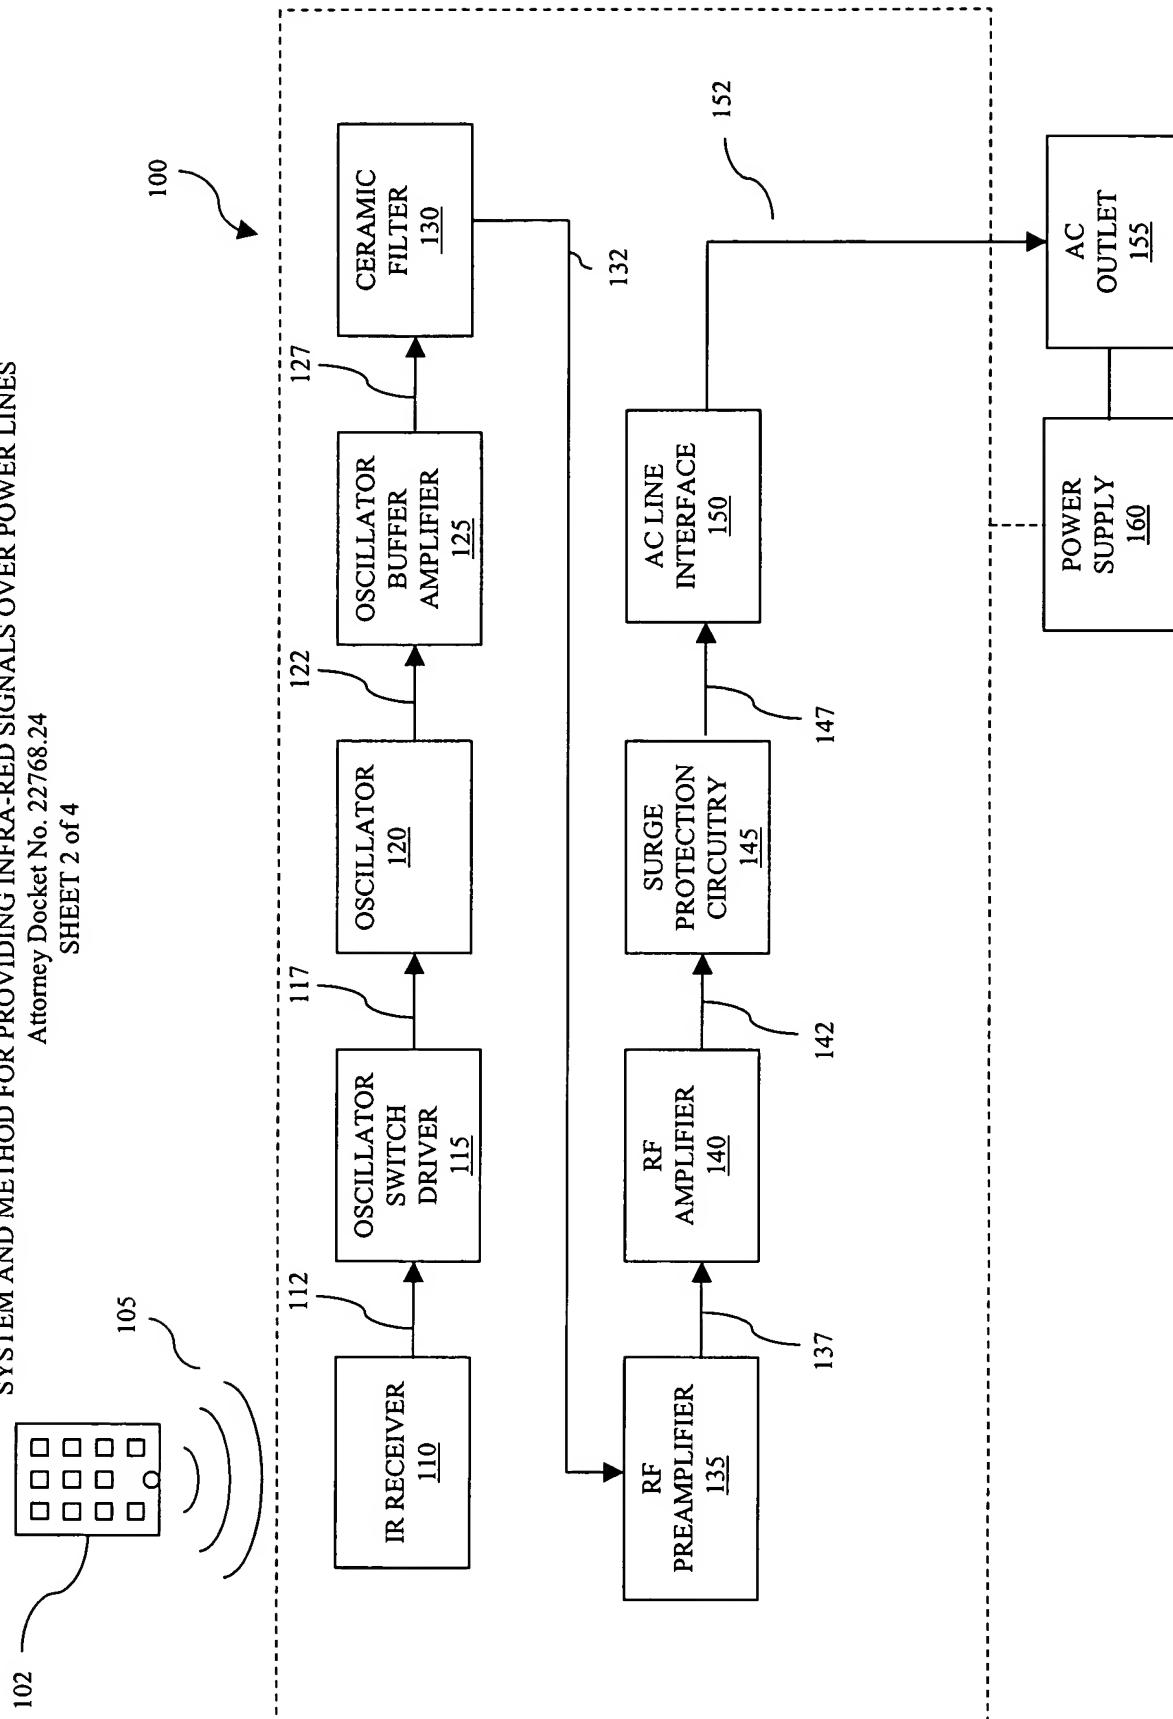 SYSTEM AND METHOD FOR PROVIDING INFRA-RED SIGNALS OVER POWER LINES
Attorney Docket No. 22768.24
SHEET 2 of 4
102
105
100
112
117
122
127
IR RECEIVER
110
OSCILLATOR
SWITCH
DRIVER
115
OSCILLATOR
120
OSCILLATOR
BUFFER
AMPLIFIER
125
CERAMIC
FILTER
130
132
RF
PREAMPLIFIER
135
RF
AMPLIFIER
140
SURGE
PROTECTION
CIRCUITRY
145
AC LINE
INTERFACE
150
152
137
142
147
POWER
SUPPLY
160
AC
OUTLET
155